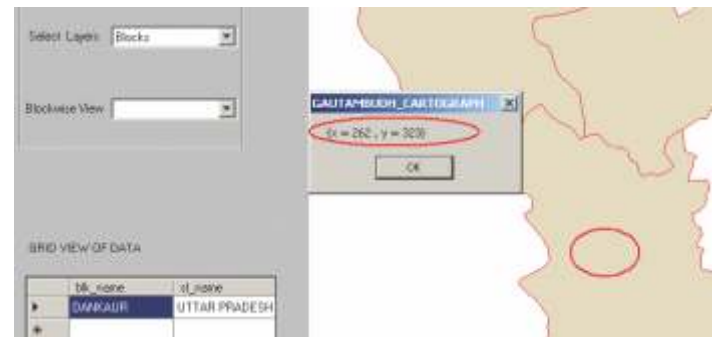 Select Layers Blocks
Blockwise View
GAUTAMBUDH_CARTOGRAPH
(x = 262 , y = 323)
OK
GRID VIEW OF DATA
blk_name st_name
DANKAUR UTTAR PRADESH